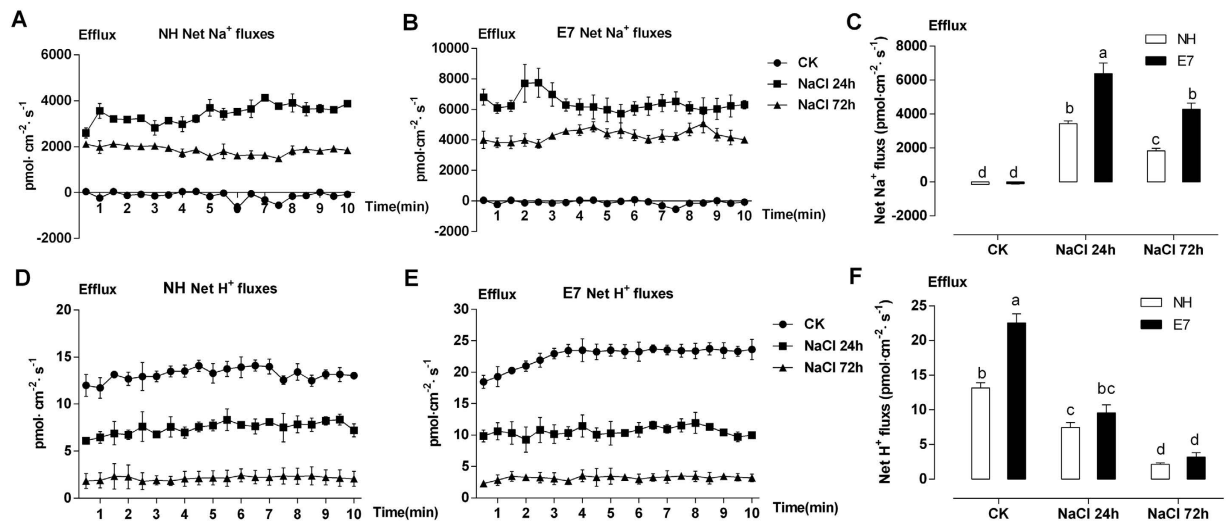 A
Efflux NH Net Na⁺ fluxes
6000
4000
2000
0
-2000
pmol· cm⁻²· s⁻¹
1 2 3 4 5 6 7 8 9 10 Time(min)
B
Efflux E7 Net Na⁺ fluxes
10000
8000
6000
4000
2000
0
-2000
1 2 3 4 5 6 7 8 9 10 Time(min)
CK
NaCl 24h
NaCl 72h
C
Efflux
Net Na⁺ fluxs (pmol·cm⁻²· s⁻¹)
8000
6000
4000
2000
0
2000
d d b a c b
NH
E7
CK NaCl 24h NaCl 72h
D
Efflux NH Net H⁺ fluxes
pmol· cm⁻²· s⁻¹
20
15
10
5
0
1 2 3 4 5 6 7 8 9 10 Time(min)
E
Efflux E7 Net H⁺ fluxes
pmol·cm⁻²· s⁻¹
30
25
20
15
10
5
0
1 2 3 4 5 6 7 8 9 10 Time(min)
CK
NaCl 24h
NaCl 72h
F
Efflux
Net H⁺ fluxs (pmol·cm⁻²· s⁻¹)
25
20
15
10
5
0
b a c bc d d
NH
E7
CK NaCl 24h NaCl 72h